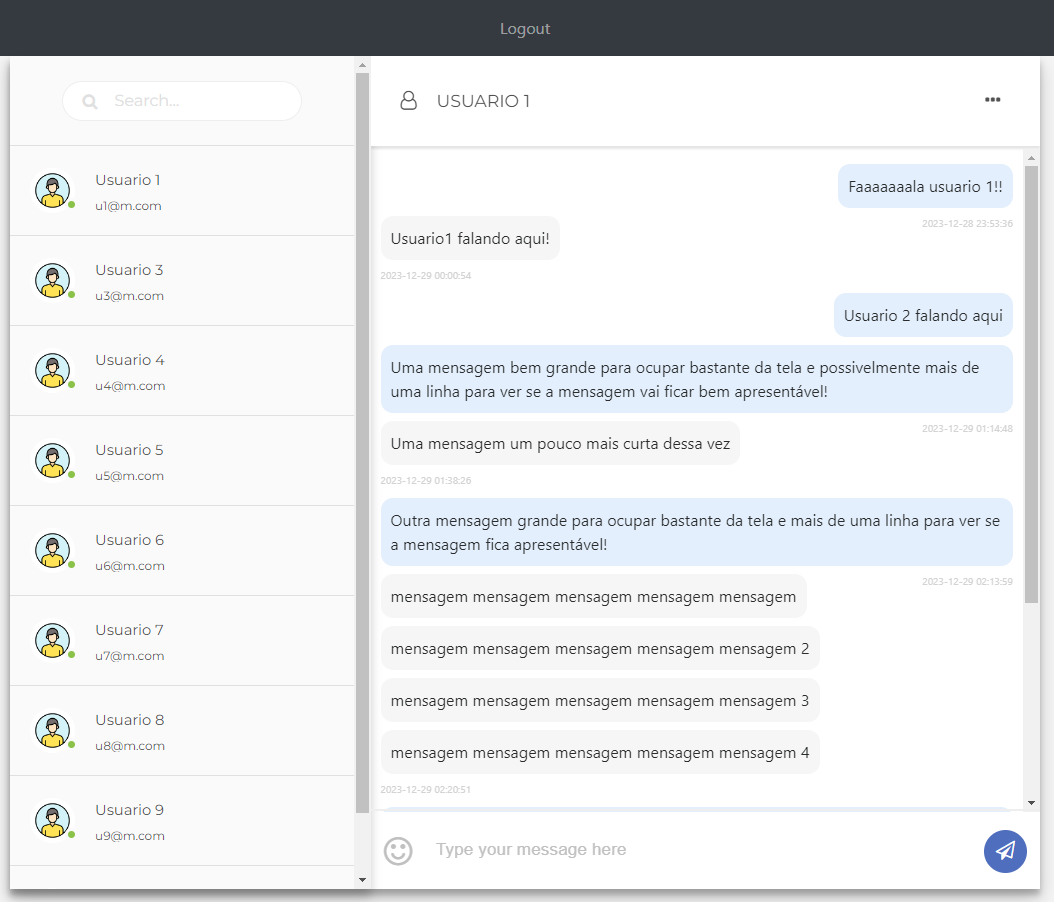 Logout
Search...
Usuario 1
u1@m.com
Usuario 3
u3@m.com
Usuario 4
u4@m.com
Usuario 5
u5@m.com
Usuario 6
u6@m.com
Usuario 7
u7@m.com
Usuario 8
u8@m.com
Usuario 9
u9@m.com
USUARIO 1
Faaaaaaala usuario 1!!
2023-12-28 23:53:36
Usuario1 falando aqui!
2023-12-29 00:00:54
Usuario 2 falando aqui
Uma mensagem bem grande para ocupar bastante da tela e possivelmente mais de
uma linha para ver se a mensagem vai ficar bem apresentável!
2023-12-29 01:14:48
Uma mensagem um pouco mais curta dessa vez
2023-12-29 01:38:26
Outra mensagem grande para ocupar bastante da tela e mais de uma linha para ver se
a mensagem fica apresentável!
2023-12-29 02:13:59
mensagem mensagem mensagem mensagem mensagem
mensagem mensagem mensagem mensagem mensagem 2
mensagem mensagem mensagem mensagem mensagem 3
mensagem mensagem mensagem mensagem mensagem 4
2023-12-29 02:20:51
Type your message here